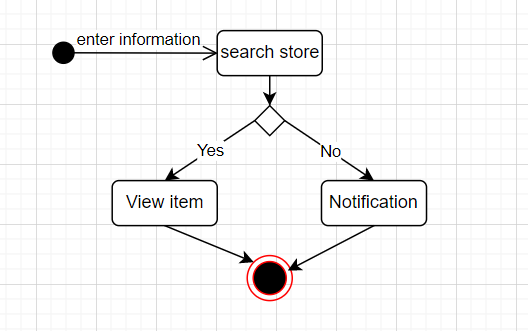 enter information
search store
Yes
No
View item
Notification